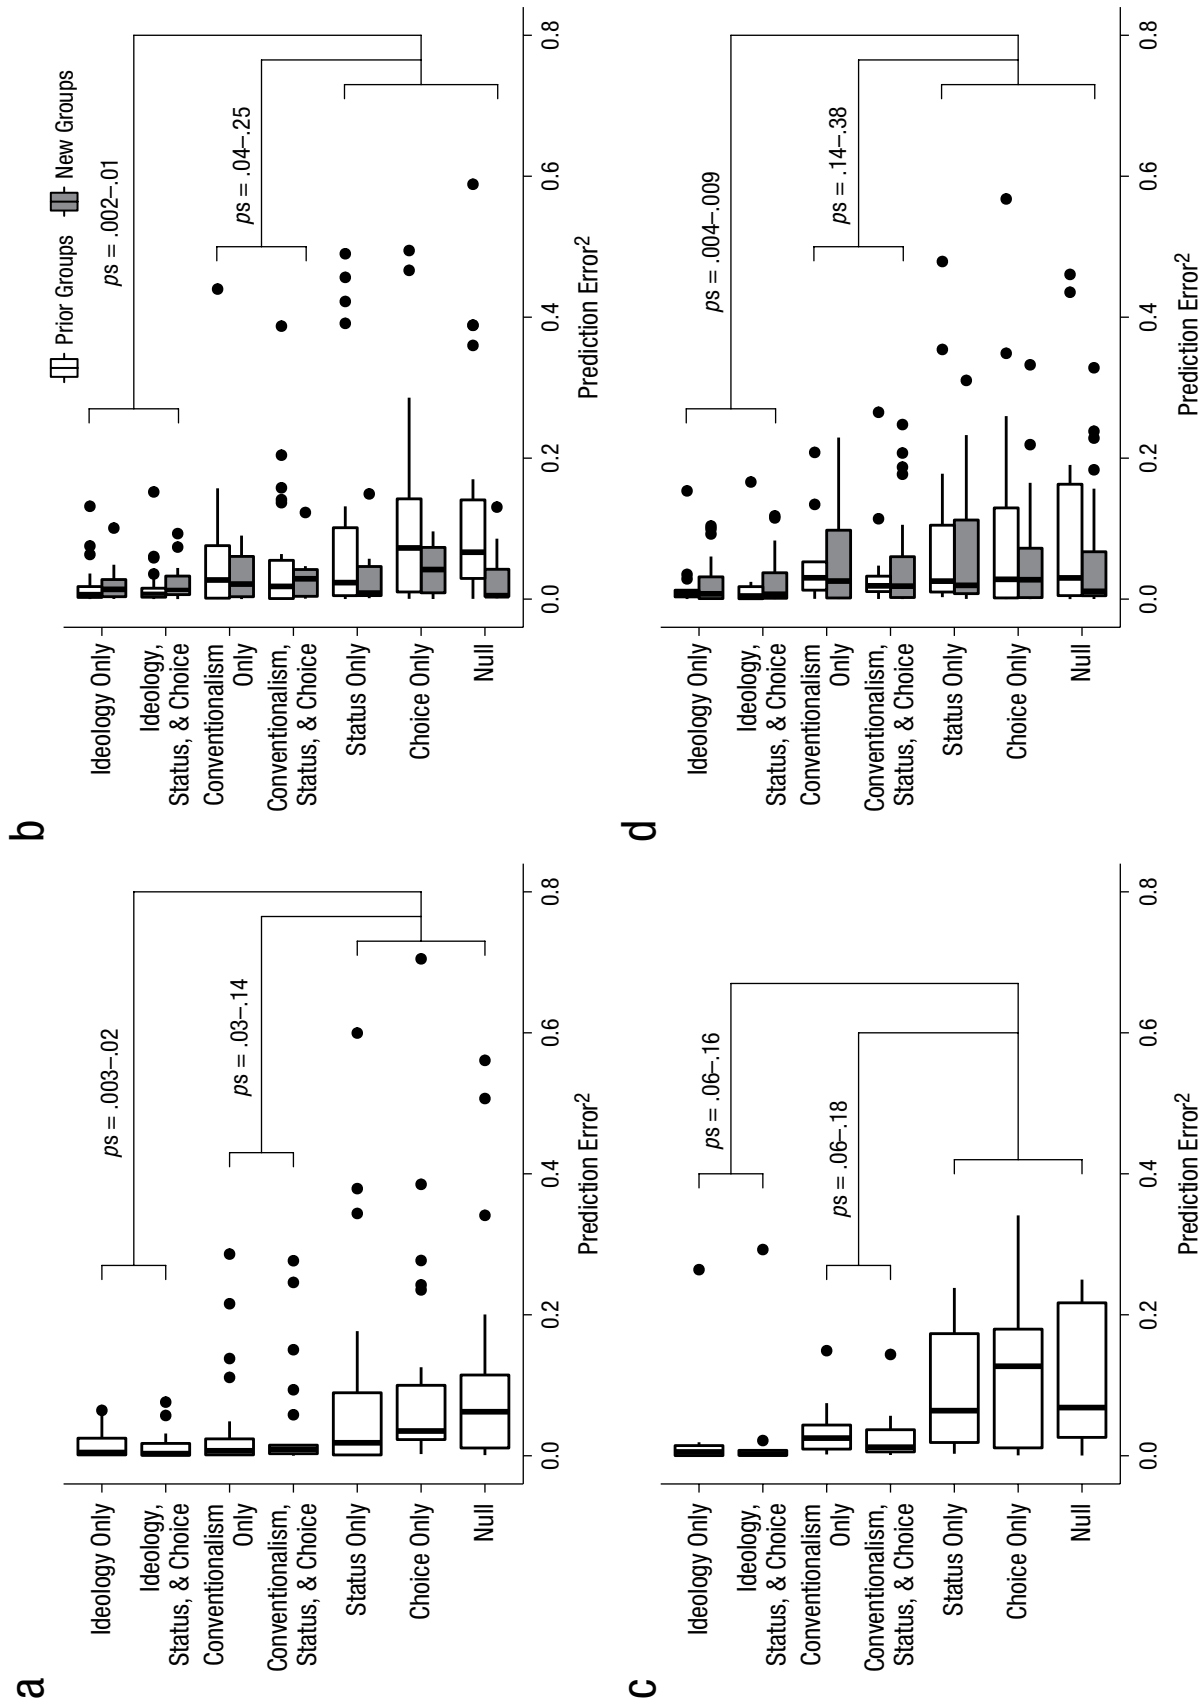 a
Ideology Only
Ideology,
Status, & Choice
Conventionalism
Only
Conventionalism,
Status, & Choice
Status Only
Choice Only
Null
ps = .003–.02
ps = .03–.14
0.0 0.2 0.4 0.6 0.8
Prediction Error2
b
Prior Groups New Groups
Ideology Only
Ideology,
Status, & Choice
Conventionalism
Only
Conventionalism,
Status, & Choice
Status Only
Choice Only
Null
ps = .002–.01
ps = .04–.25
0.0 0.2 0.4 0.6 0.8
Prediction Error2
c
Ideology Only
Ideology,
Status, & Choice
Conventionalism
Only
Conventionalism,
Status, & Choice
Status Only
Choice Only
Null
ps = .06–.16
ps = .06–.18
0.0 0.2 0.4 0.6 0.8
Prediction Error2
d
Ideology Only
Ideology,
Status, & Choice
Conventionalism
Only
Conventionalism,
Status, & Choice
Status Only
Choice Only
Null
ps = .004–.009
ps = .14–.38
0.0 0.2 0.4 0.6 0.8
Prediction Error2